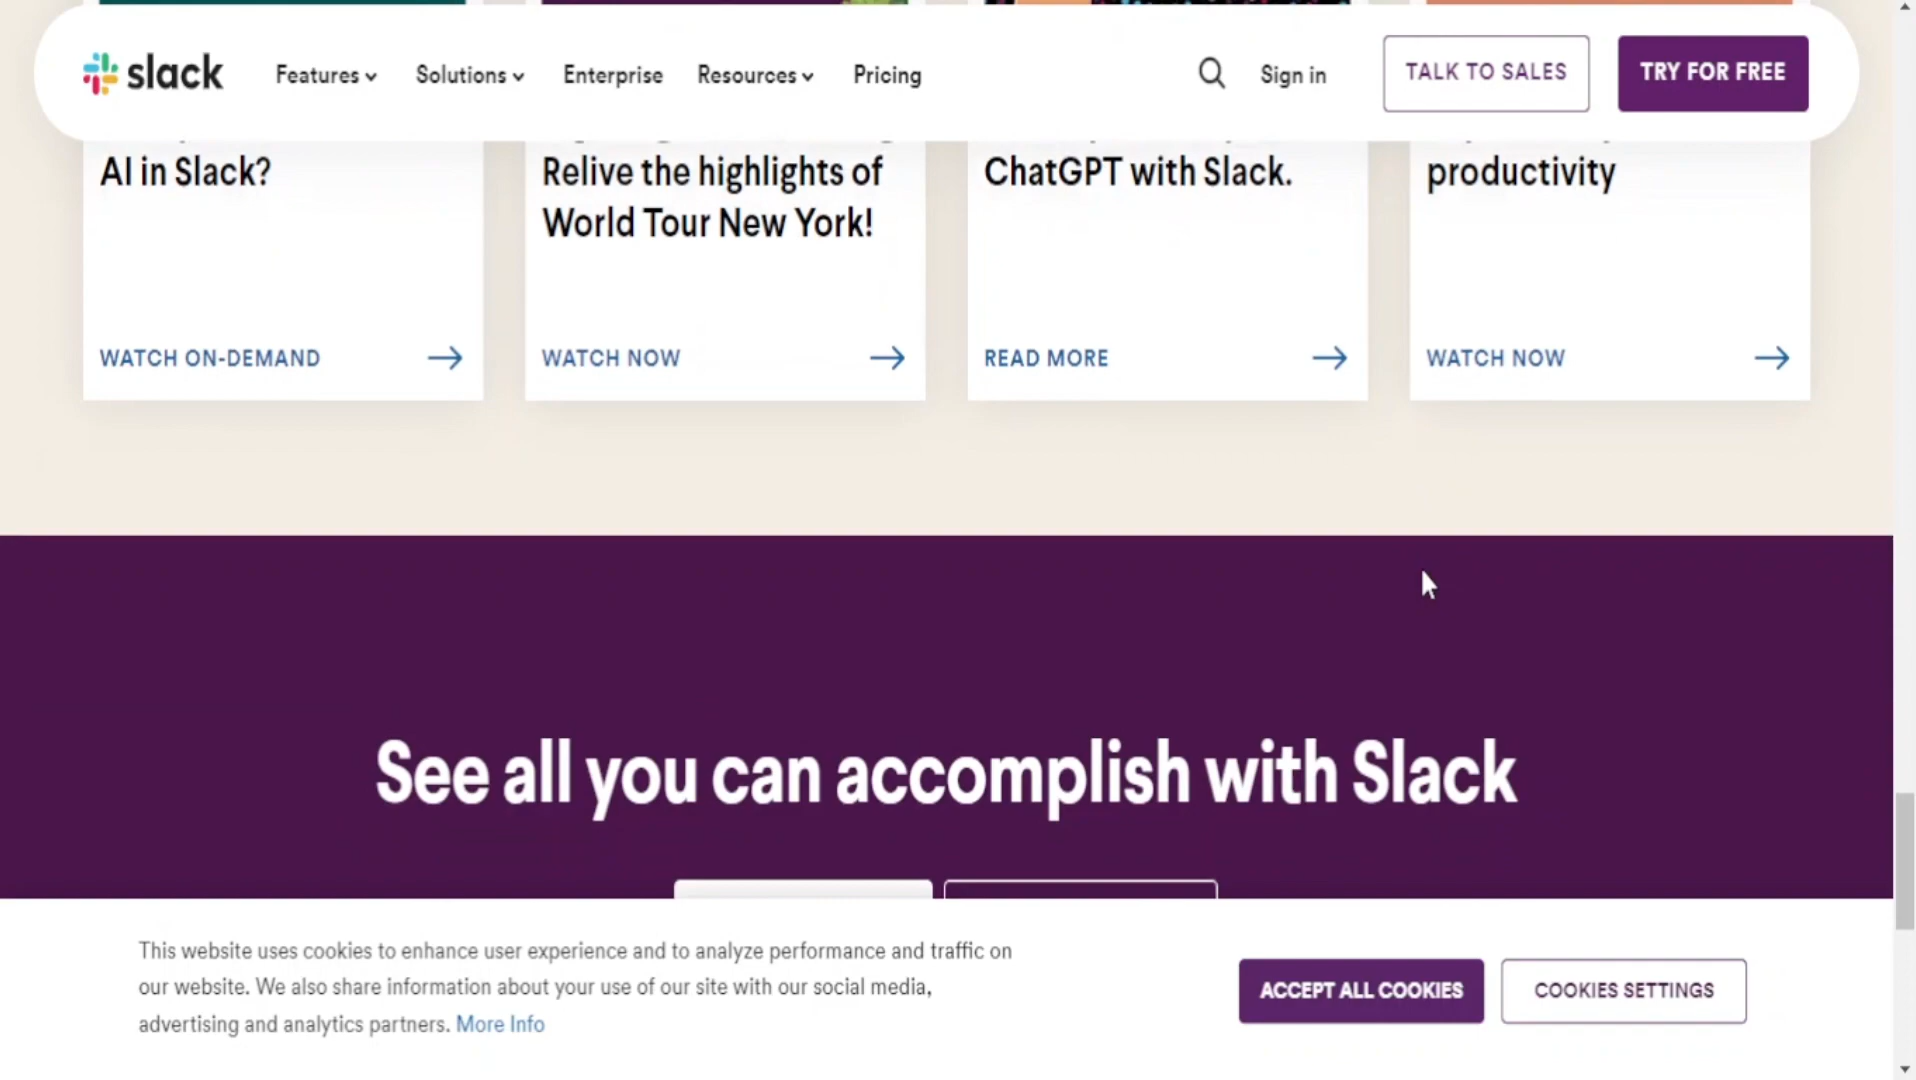 slack
Features
Solutions
Enterprise
Resources
Pricing
Sign in
TALK TO SALES
TRY FOR FREE
AI in Slack?
Relive the highlights of
World Tour New York!
ChatGPT with Slack.
productivity
WATCH ON-DEMAND
WATCH NOW
READ MORE
WATCH NOW
See all you can accomplish with Slack
This website uses cookies to enhance user experience and to analyze performance and traffic on
our website. We also share information about your use of our site with our social media,
advertising and analytics partners. More Info
ACCEPT ALL COOKIES
COOKIES SETTINGS